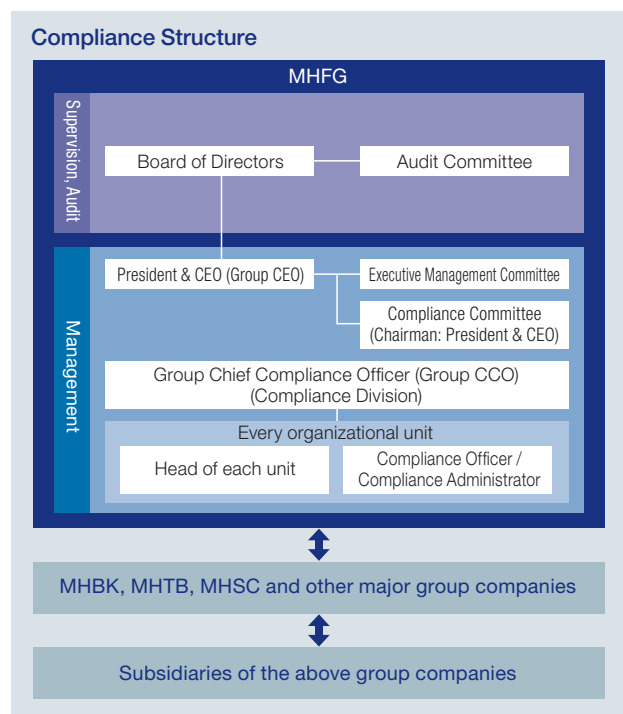 Compliance Structure
MHFG
Supervision, Audit
Board of Directors
Audit Committee
Management
President & CEO (Group CEO)
Executive Management Committee
Compliance Committee
(Chairman: President & CEO)
Group Chief Compliance Officer (Group CCO)
(Compliance Division)
Every organizational unit
Head of each unit
Compliance Officer /
Compliance Administrator
MHBK, MHTB, MHSC and other major group companies
Subsidiaries of the above group companies